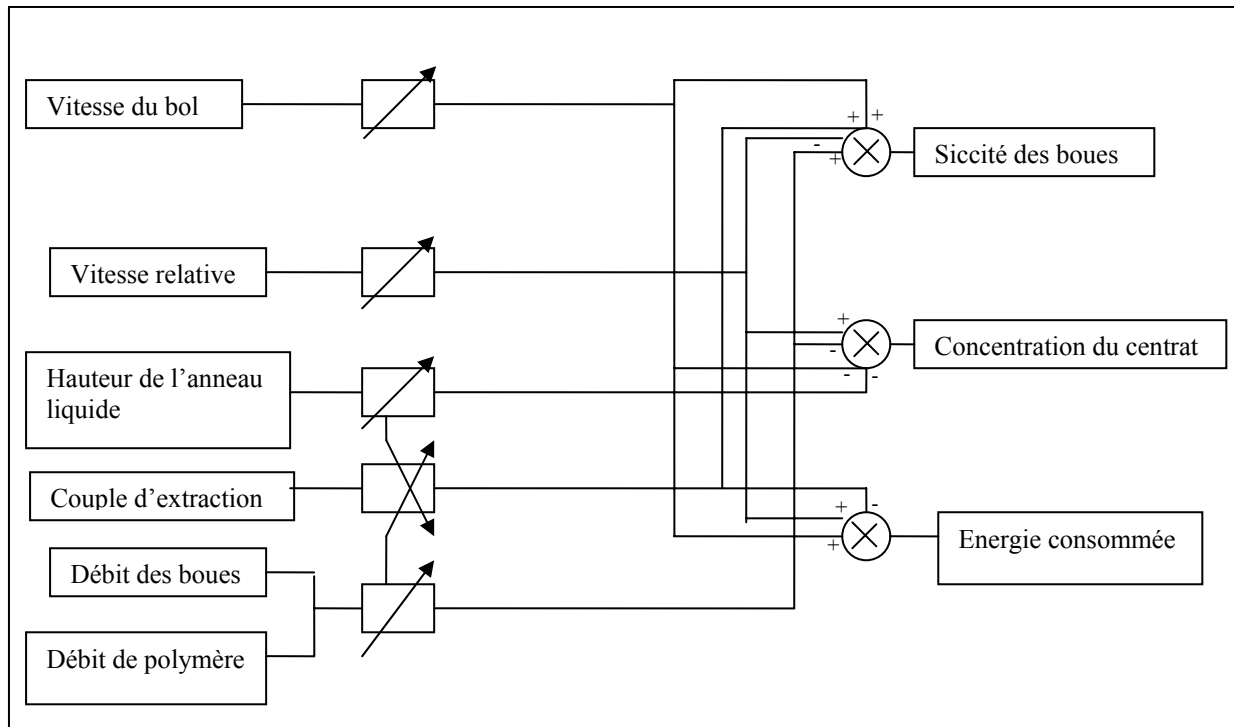 Vitesse du bol
+ +
-
+
Siccité des boues
Vitesse relative
+
-
- -
Concentration du centrat
Hauteur de l’anneau
liquide
Couple d’extraction
+
-
+
Energie consommée
Débit des boues
Débit de polymère